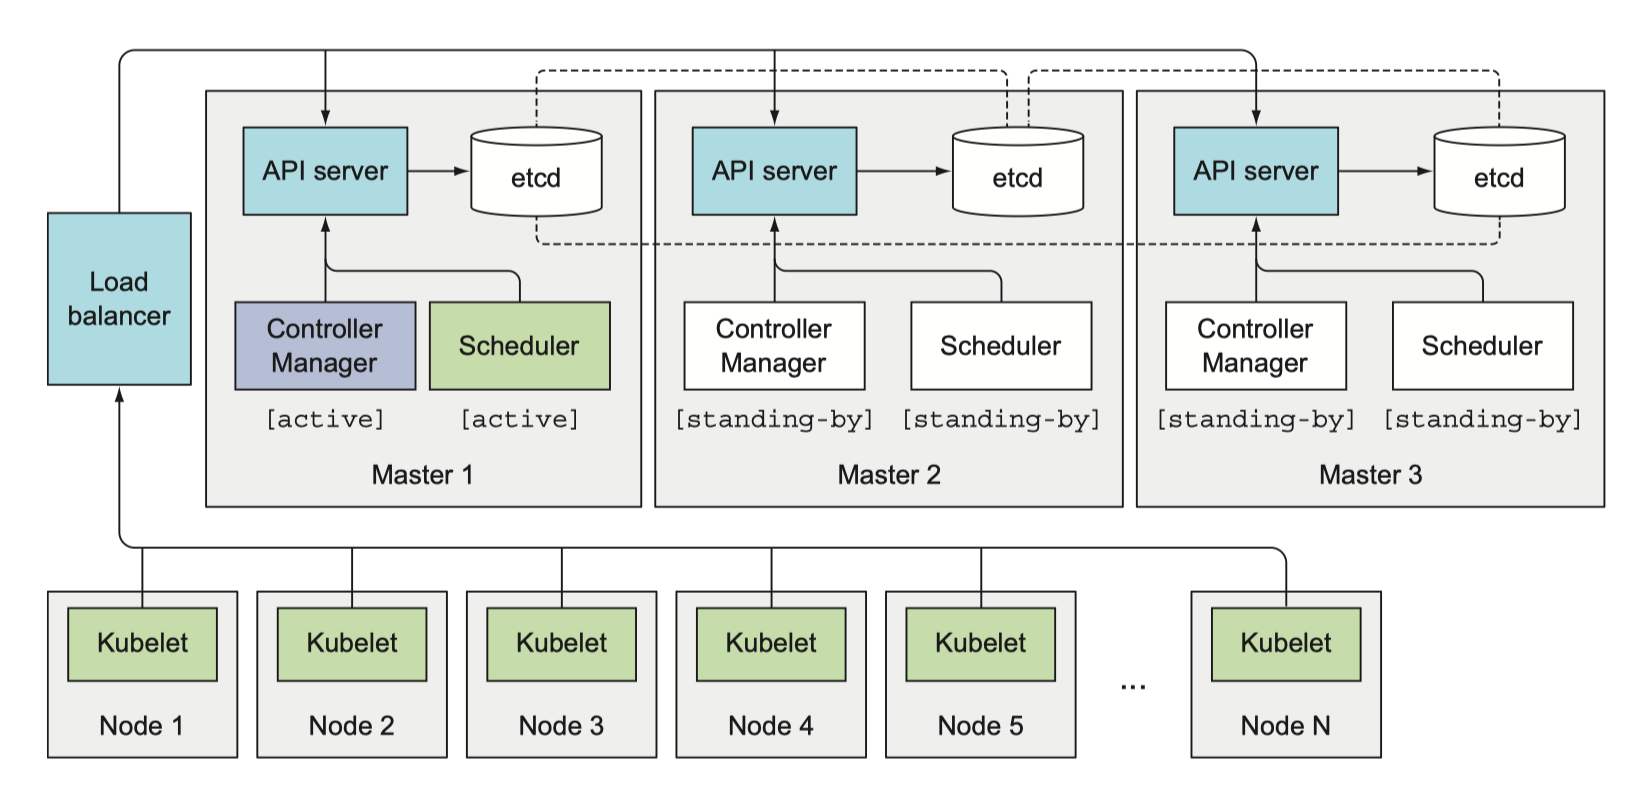 API server
etcd
API server
etcd
API server
etcd
Load
balancer
Controller
Manager
Scheduler
Controller
Manager
Scheduler
Controller
Manager
Scheduler
[active]
[active]
[standing-by]
[standing-by]
[standing-by]
[standing-by]
Master 1
Master 2
Master 3
Kubelet
Kubelet
Kubelet
Kubelet
Kubelet
...
Kubelet
Node 1
Node 2
Node 3
Node 4
Node 5
Node N